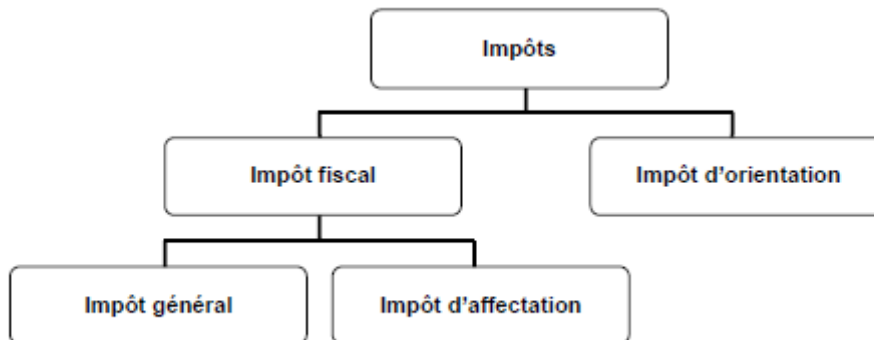 Impôts
Impôt fiscal
Impôt d'orientation
Impôt général
Impôt d'affectation